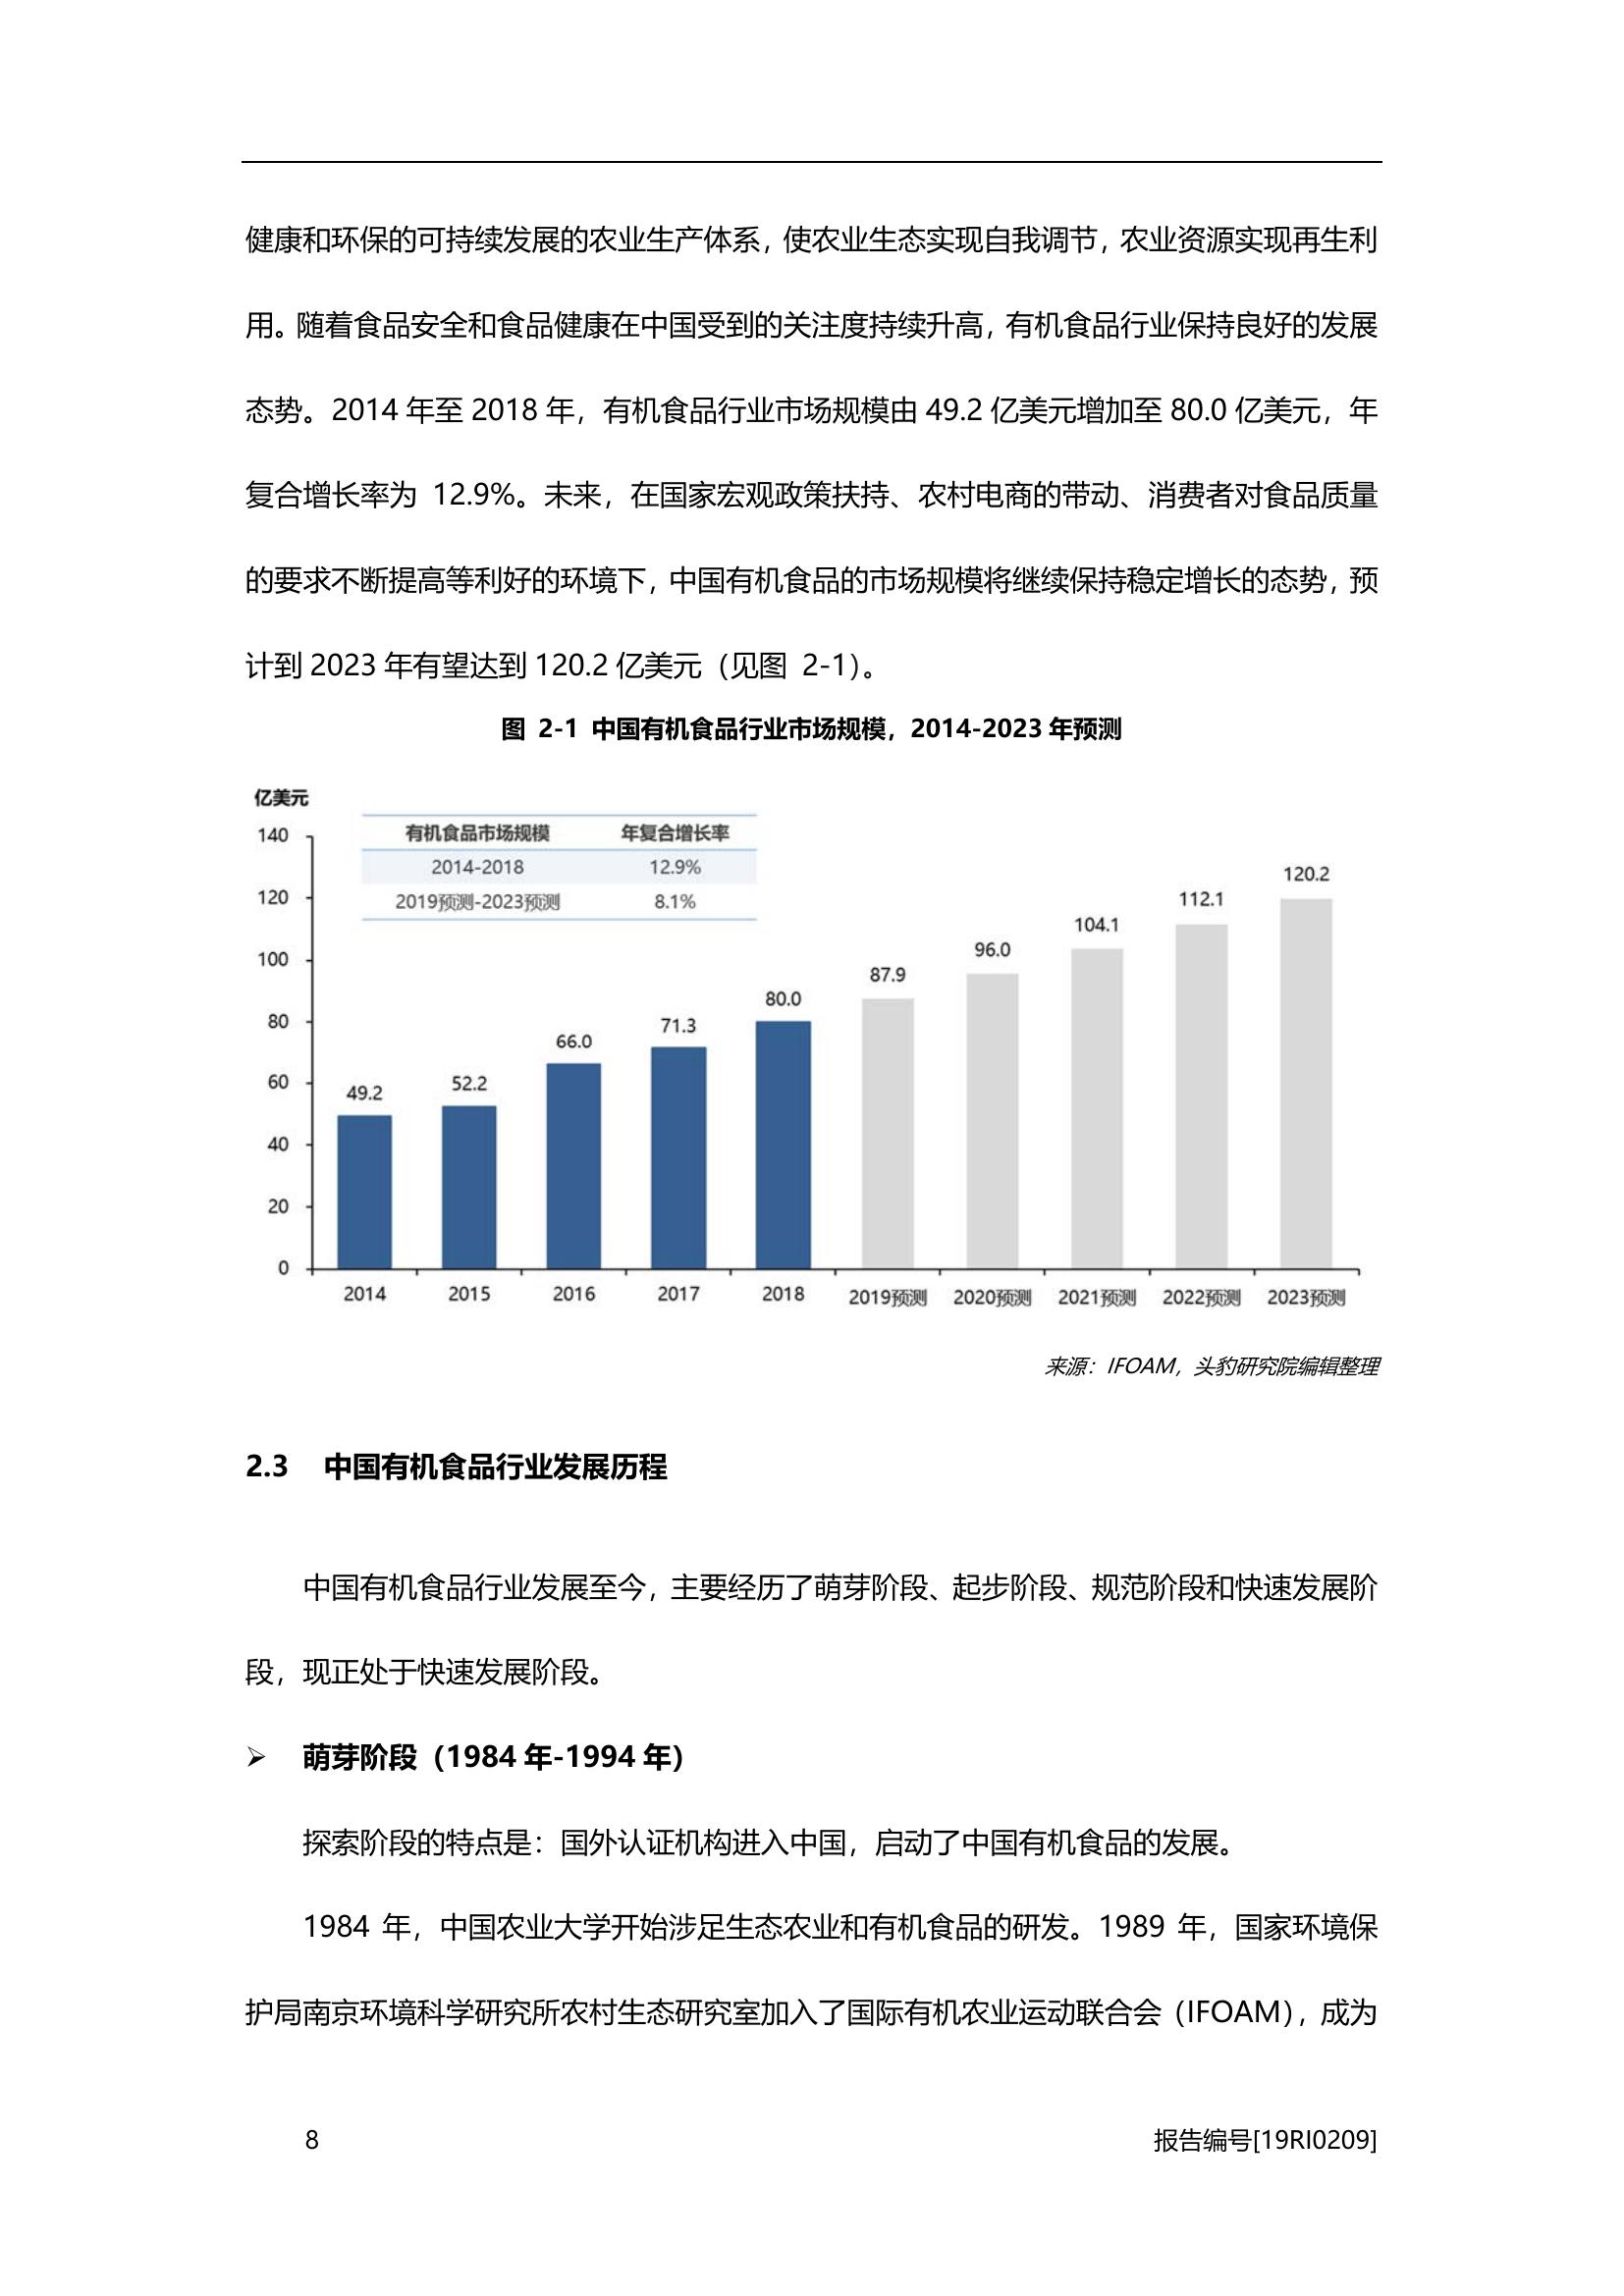 健康和环保的可持续发展的农业生产体系，使农业生态实现自我调节，农业资源实现再生利
用。随着食品安全和食品健康在中国受到的关注度持续升高，有机食品行业保持良好的发展
态势。2014 年至 2018 年，有机食品行业市场规模由 49.2 亿美元增加至 80.0 亿美元，年
复合增长率为 12.9%。未来，在国家宏观政策扶持、农村电商的带动、消费者对食品质量
的要求不断提高等利好的环境下，中国有机食品的市场规模将继续保持稳定增长的态势，预
计到 2023 年有望达到 120.2 亿美元（见图 2-1）。
图 2-1 中国有机食品行业市场规模，2014-2023 年预测
亿美元
有机食品市场规模 年复合增长率
2014-2018 12.9%
2019预测-2023预测 8.1%
140
120
100
80
60
40
20
0
49.2
52.2
66.0
71.3
80.0
87.9
96.0
104.1
112.1
120.2
2014 2015 2016 2017 2018 2019预测 2020预测 2021预测 2022预测 2023预测
来源：IFOAM，头豹研究院编辑整理
2.3 中国有机食品行业发展历程
中国有机食品行业发展至今，主要经历了萌芽阶段、起步阶段、规范阶段和快速发展阶
段，现正处于快速发展阶段。
➢ 萌芽阶段（1984 年-1994 年）
探索阶段的特点是：国外认证机构进入中国，启动了中国有机食品的发展。
1984 年，中国农业大学开始涉足生态农业和有机食品的研发。1989 年，国家环境保
护局南京环境科学研究所农村生态研究室加入了国际有机农业运动联合会（IFOAM），成为
8 报告编号[19RI0209]